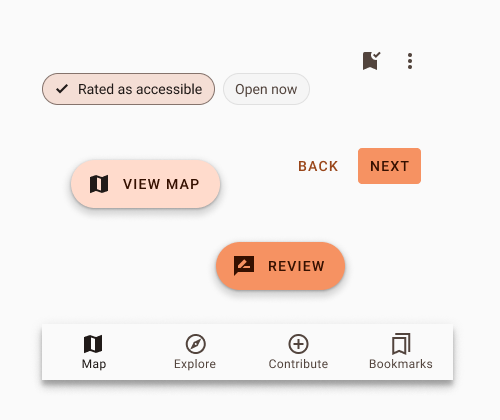 Rated as accessible
Open now
BACK
NEXT
VIEW MAP
REVIEW
Map
Explore
Contribute
Bookmarks